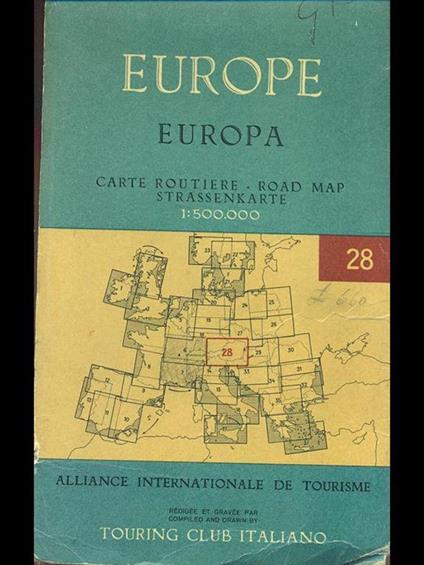 EUROPE
EUROPA
CARTE ROUTIERE • ROAD MAP
STRASSENKARTE
1:500.000
28
28
ALLIANCE INTERNATIONALE DE TOURISME
RÉDIGÉE ET GRAVÉE PAR
COMPILED AND DRAWN BY
TOURING CLUB ITALIANO